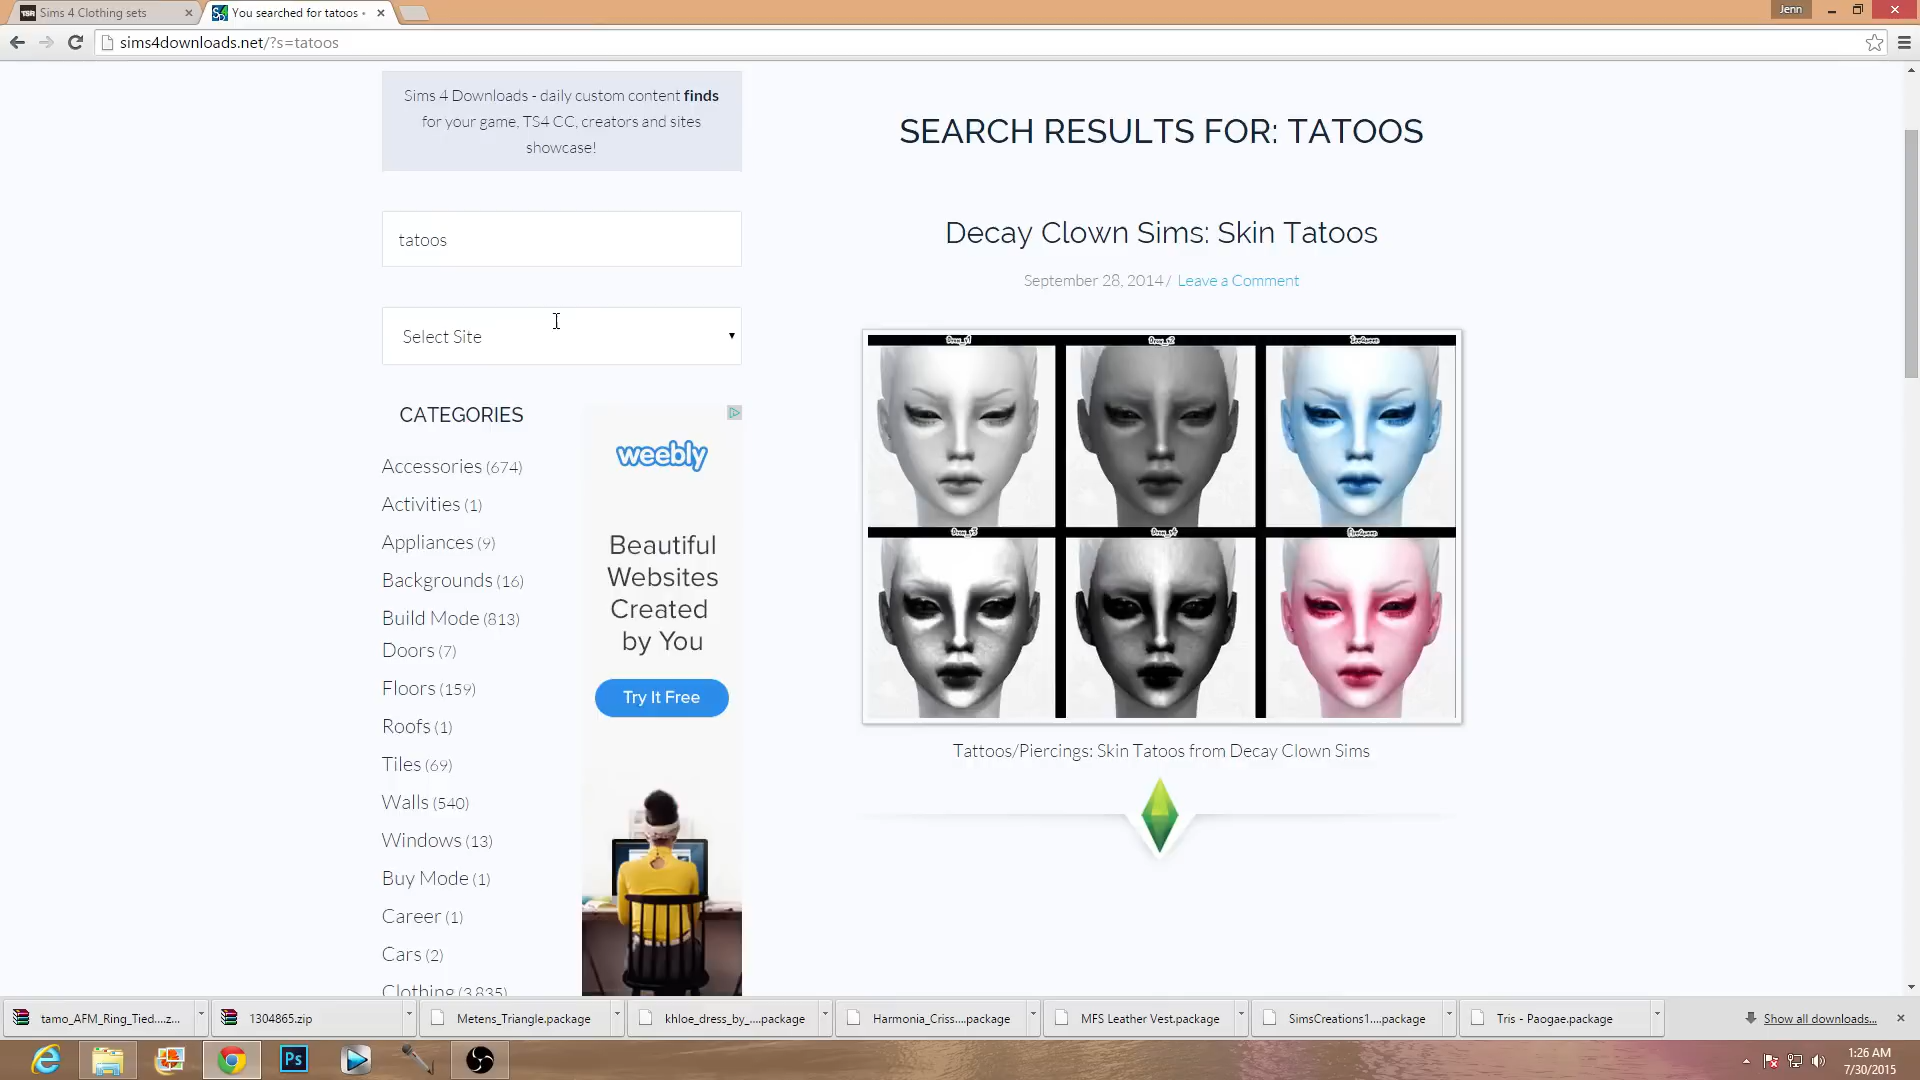 Sims 4 Clothing sets
You searched for tatoos
Jenn
sims4downloads.net/?s=tatoos
Sims 4 Downloads - daily custom content finds
for your game, TS4 CC, creators and sites
showcase!
tatoos
Select Site
CATEGORIES
Accessories (674)
Activities (1)
Appliances (9)
Backgrounds (16)
Build Mode (813)
Doors (7)
Floors (159)
Roofs (1)
Tiles (69)
Walls (540)
Windows (13)
Buy Mode (1)
Career (1)
Cars (2)
Clothing (3,835)
weebly
Beautiful
Websites
Created
by You
Try It Free
SEARCH RESULTS FOR: TATOOS
Decay Clown Sims: Skin Tatoos
September 28, 2014 / Leave a Comment
Tattoos/Piercings: Skin Tatoos from Decay Clown Sims
tamo_AFM_Ring_Tied....z...
1304865.zip
Metens_Triangle.package
khloe_dress_by_....package
Harmonia_Criss....package
MFS Leather Vest.package
SimsCreations1....package
Tris - Paogae.package
Show all downloads...
Ps
1:26 AM
7/30/2015